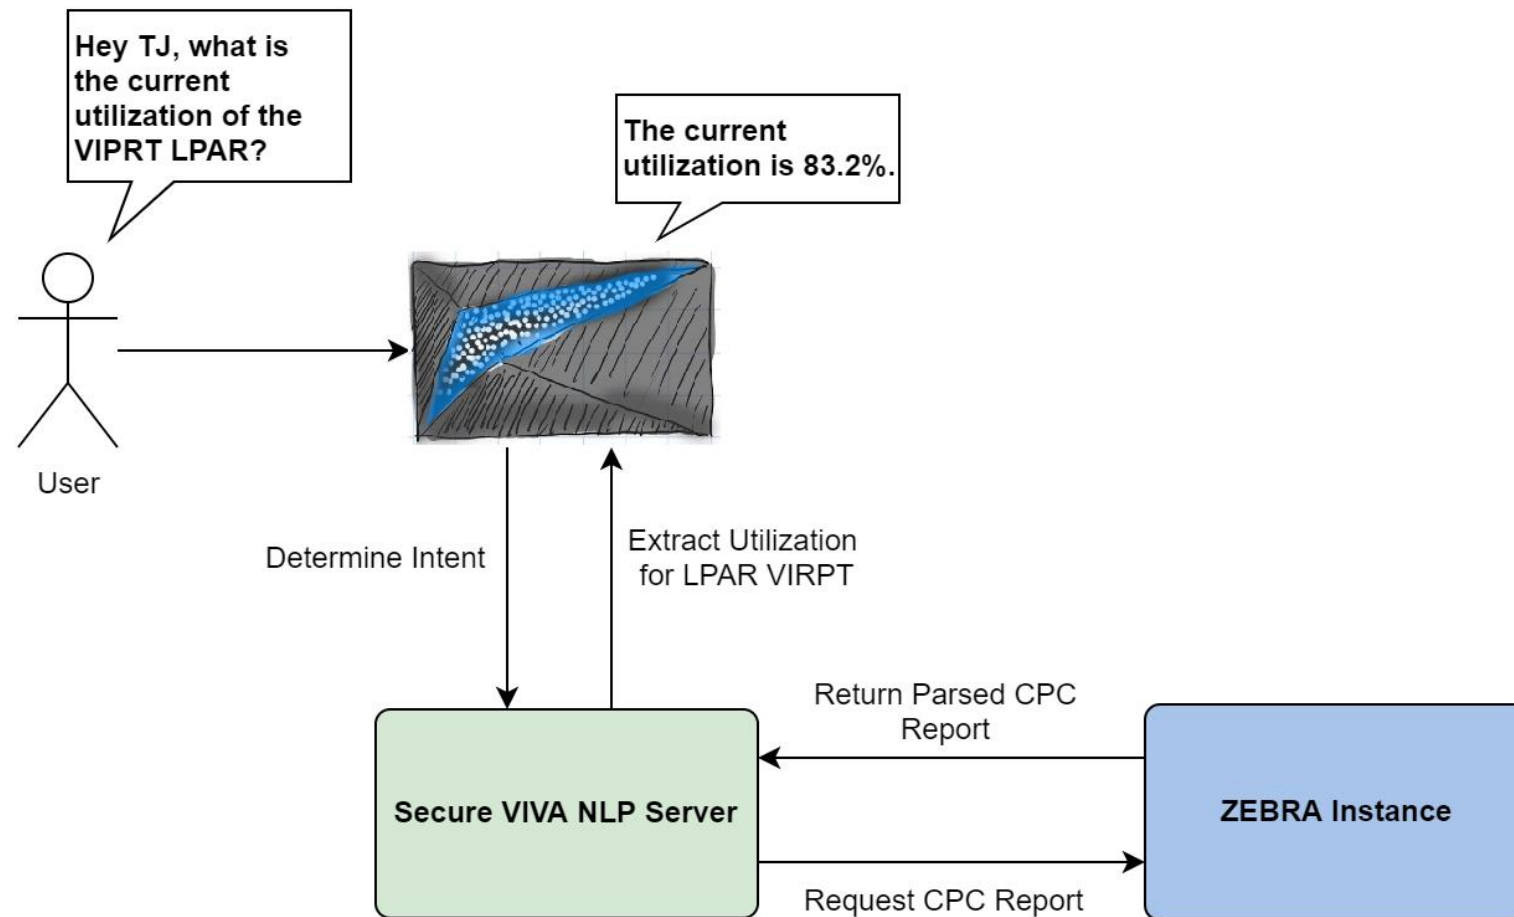 Hey TJ, what is
the current
utilization of the
VIPRT LPAR?
The current
utilization is 83.2%.
User
Determine Intent
Extract Utilization
for LPAR VIRPT
Return Parsed CPC
Report
Secure VIVA NLP Server
ZEBRA Instance
Request CPC Report